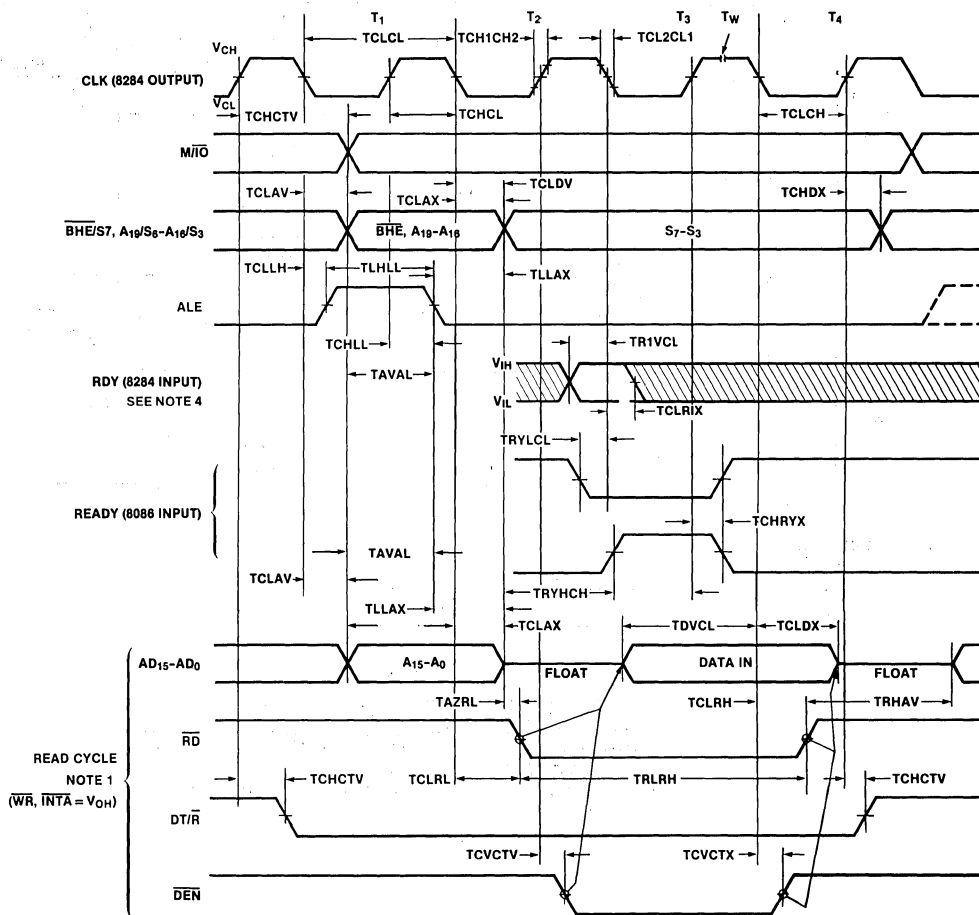 T1 T2 T3 TW T4
VCH TCLCL TCH1CH2 TCL2CL1
CLK (8284 OUTPUT)
VCL
TCHCTV TCHCL TCLCH
M/IO
TCLAV TCLDV TCHDX
TCLAX
BHE/S7, A19/S6–A16/S3 BHE, A19–A16 S7–S3
TCLLH TLHLL TLLAX
ALE
TCHLL TR1VCL
RDY (8284 INPUT) TAVAL VIH
SEE NOTE 4 VIL TCLRIX
TRYLCL
READY (8086 INPUT)
TCHRYX
TAVAL
TCLAV TRYHCH
TLLAX
TCLAX TDVCL TCLDX
AD15–AD0 A15–A0 FLOAT DATA IN FLOAT
TAZRL TCLRH TRHAV
RD
READ CYCLE
NOTE 1 TCHCTV TCLRL TRLRH TCHCTV
(WR, INTA = VOH)
DT/R
TCVCTV TCVCTX
DEN